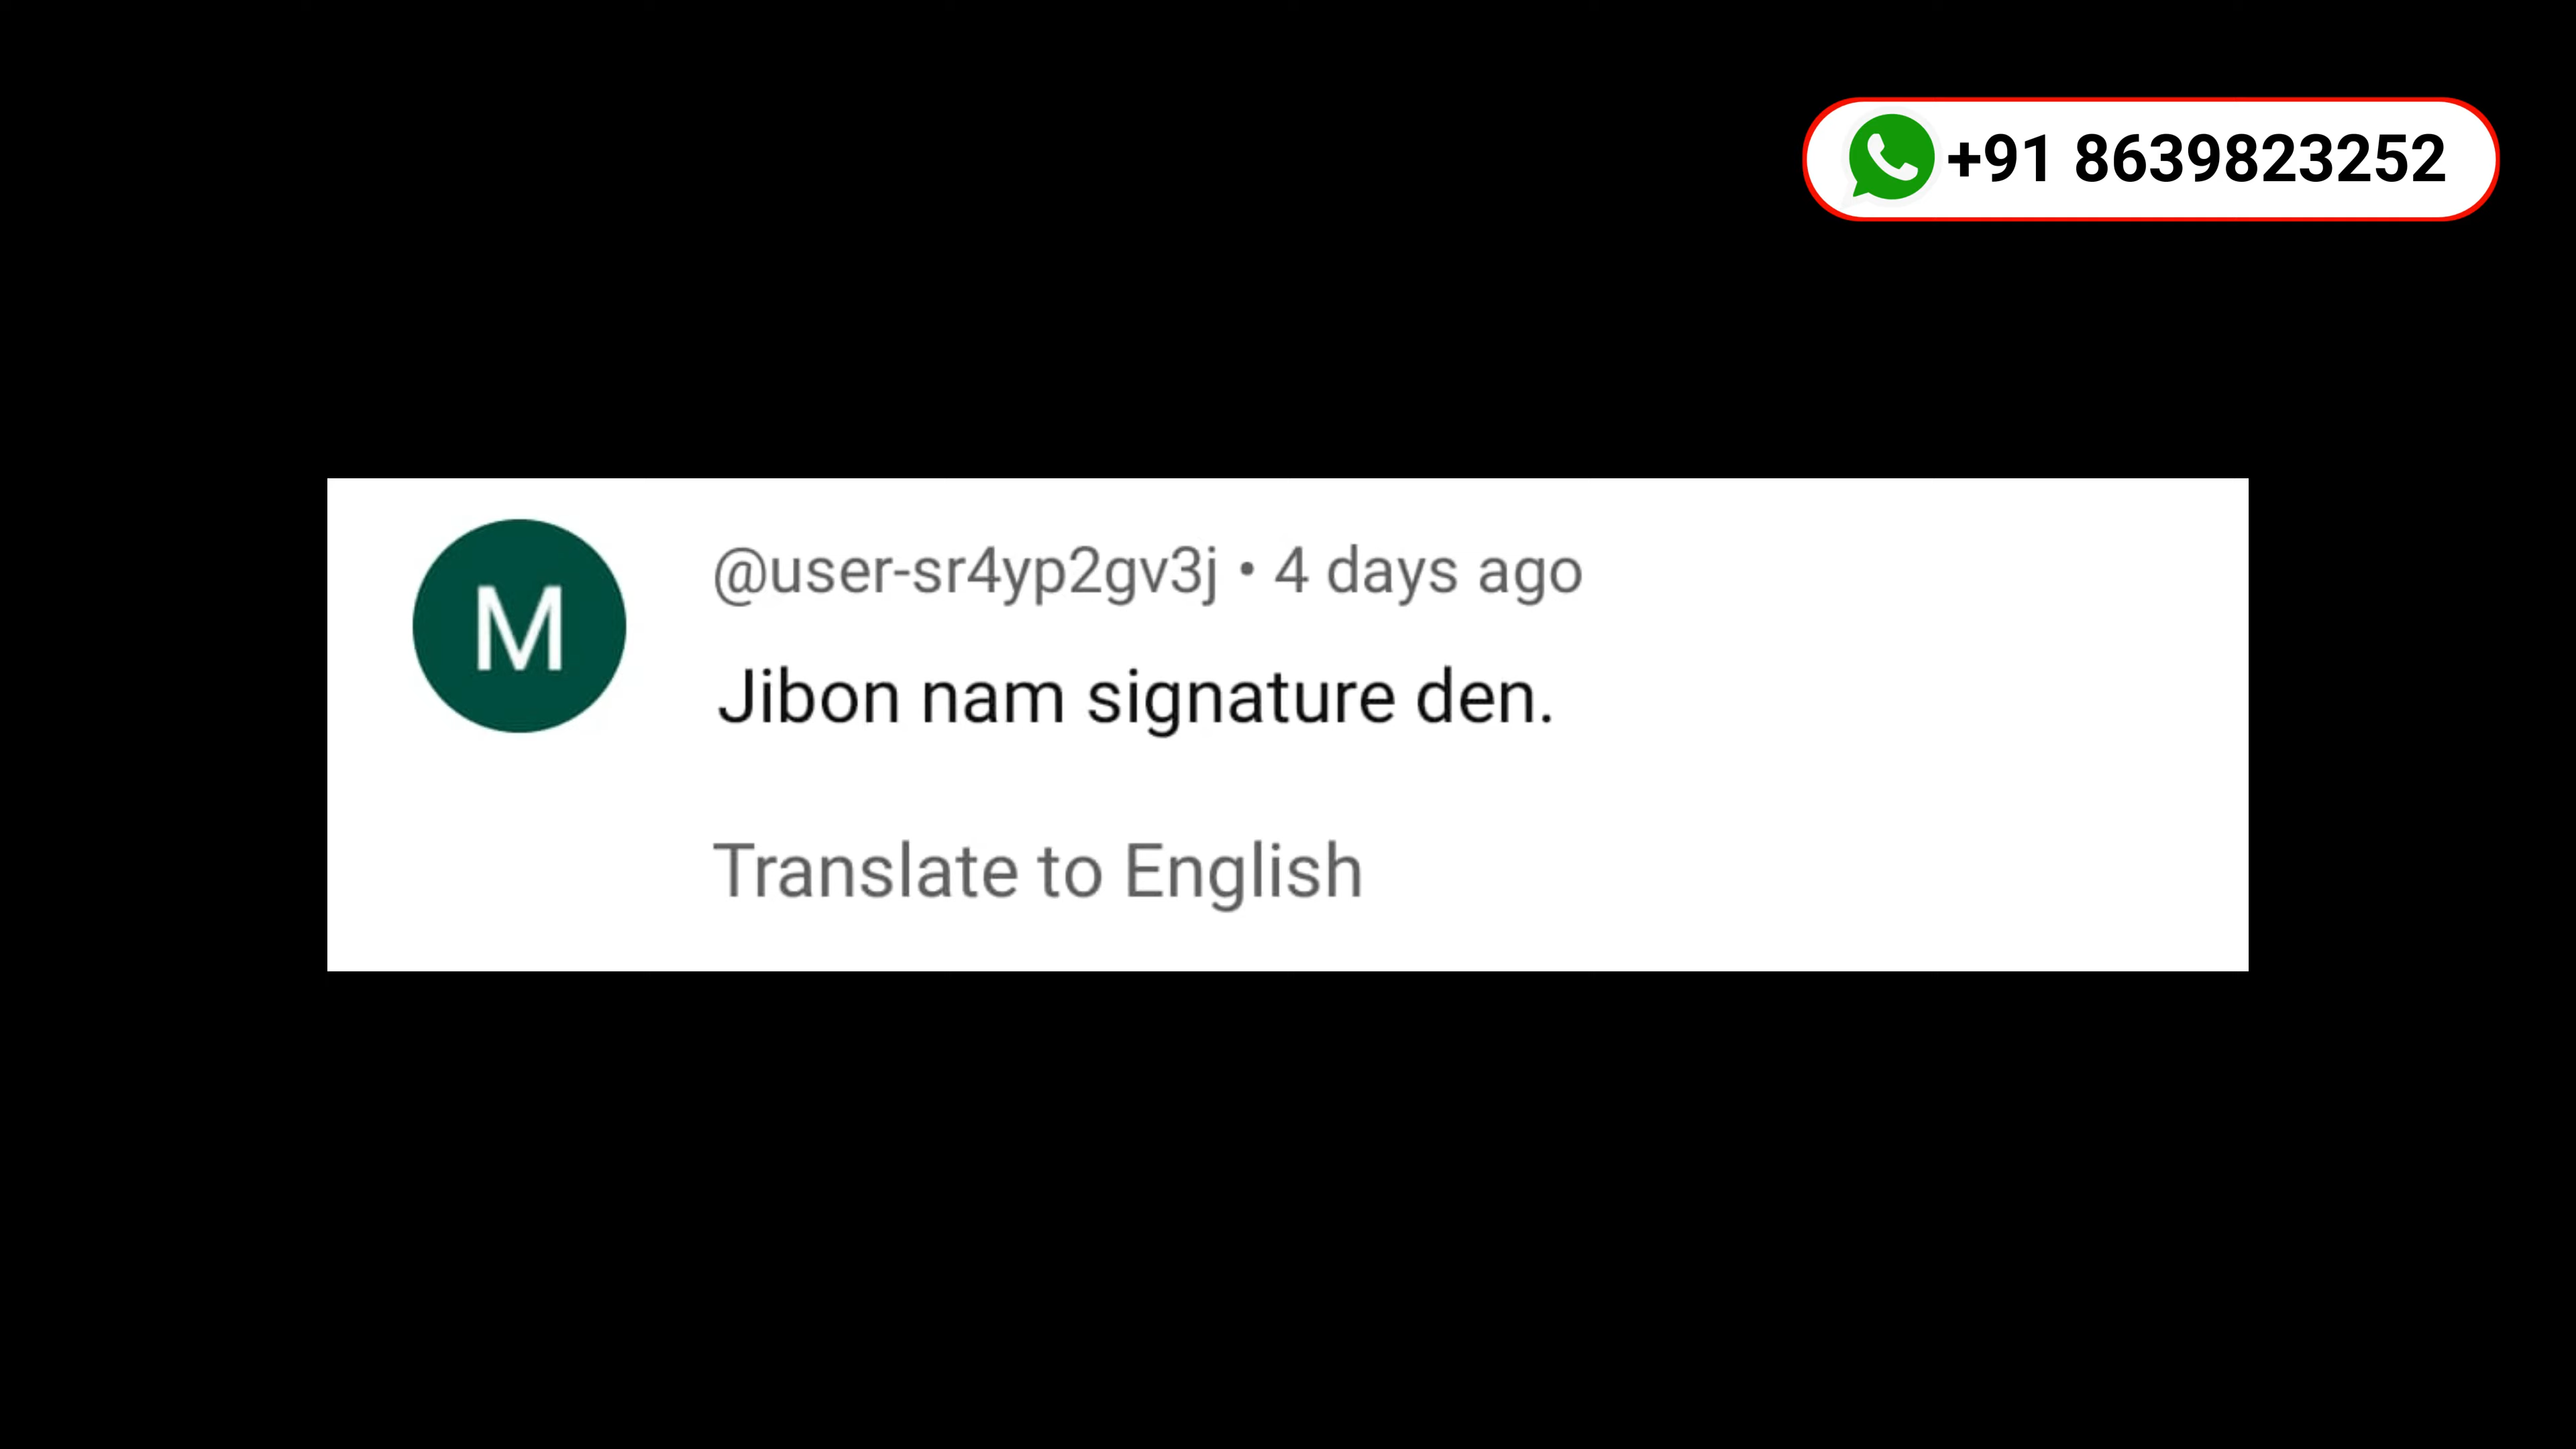 +91 8639823252
@user-sr4yp2gv3j • 4 days ago
Jibon nam signature den.
Translate to English
M